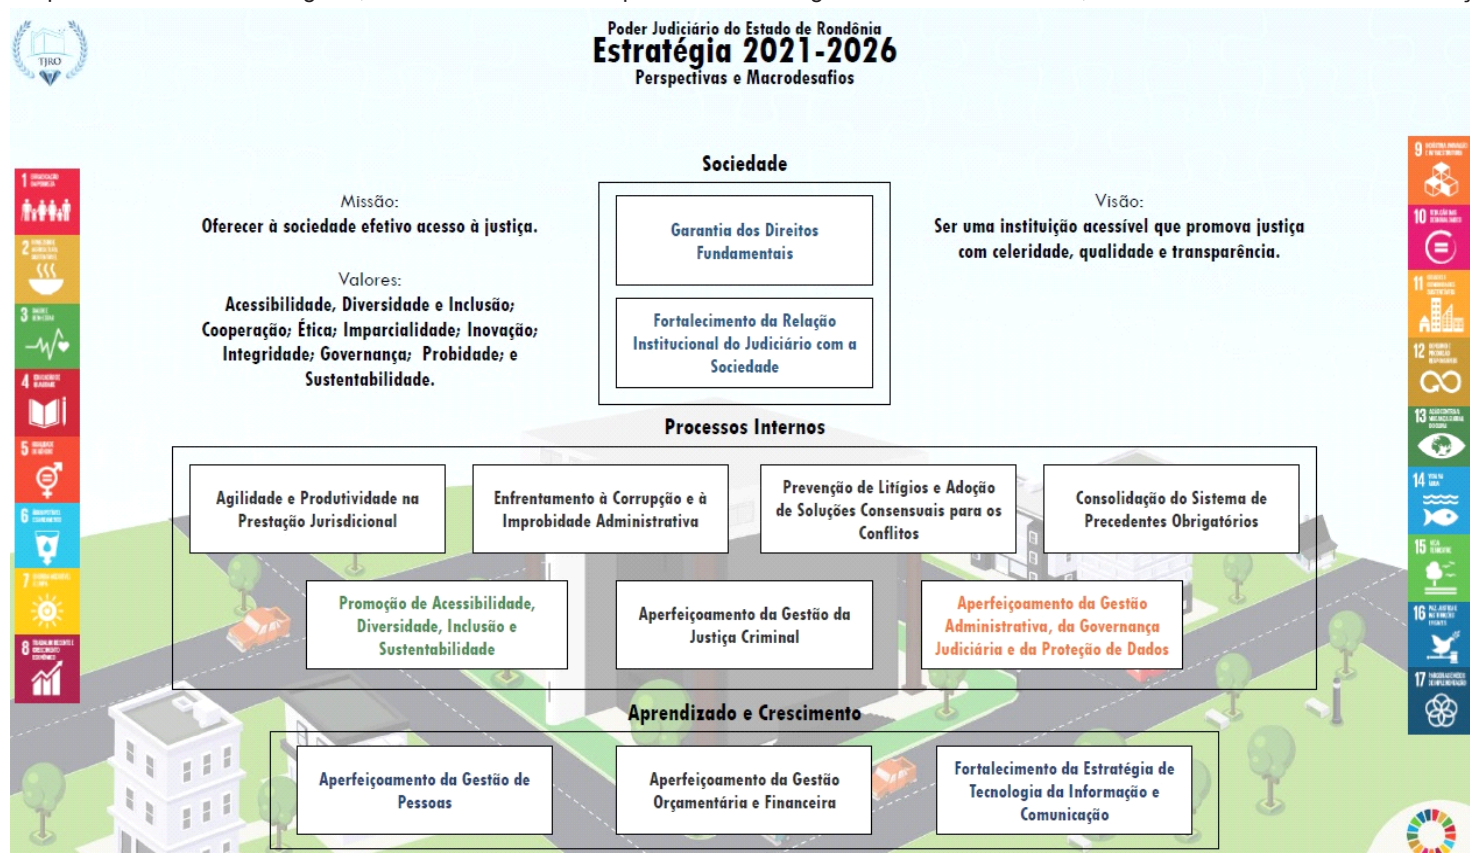 Poder Judiciário do Estado de Rondônia
Estratégia 2021-2026
Perspectivas e Macrodesafios
TJRO
Sociedade
Missão:
Oferecer à sociedade efetivo acesso à justiça.
Valores:
Acessibilidade, Diversidade e Inclusão;
Cooperação; Ética; Imparcialidade; Inovação;
Integridade; Governança; Probidade; e
Sustentabilidade.
Garantia dos Direitos
Fundamentais
Fortalecimento da Relação
Institucional do Judiciário com a
Sociedade
Visão:
Ser uma instituição acessível que promova justiça
com celeridade, qualidade e transparência.
Processos Internos
Agilidade e Produtividade na
Prestação Jurisdicional
Enfrentamento à Corrupção e à
Improbidade Administrativa
Prevenção de Litígios e Adoção
de Soluções Consensuais para os
Conflitos
Consolidação do Sistema de
Precedentes Obrigatórios
Promoção de Acessibilidade,
Diversidade, Inclusão e
Sustentabilidade
Aperfeiçoamento da Gestão da
Justiça Criminal
Aperfeiçoamento da Gestão
Administrativa, da Governança
Judiciária e da Proteção de Dados
Aprendizado e Crescimento
Aperfeiçoamento da Gestão de
Pessoas
Aperfeiçoamento da Gestão
Orçamentária e Financeira
Fortalecimento da Estratégia de
Tecnologia da Informação e
Comunicação
1
2
3
4
5
6
7
8
9
10
11
12
13
14
15
16
17